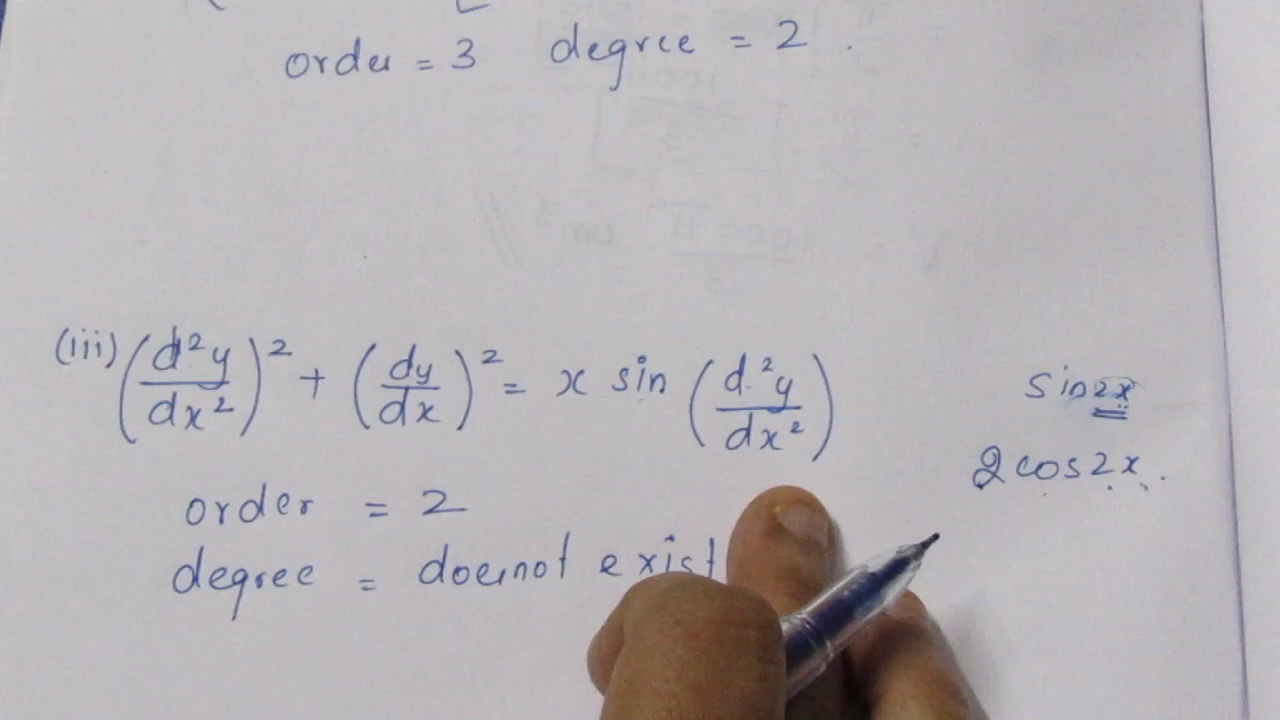 order = 3 degree = 2 .
(iii) (d²y/dx²)² + (dy/dx)² = x sin (d²y/dx²)
sin2x
2cos2x.
order = 2
degree = doesnot exist